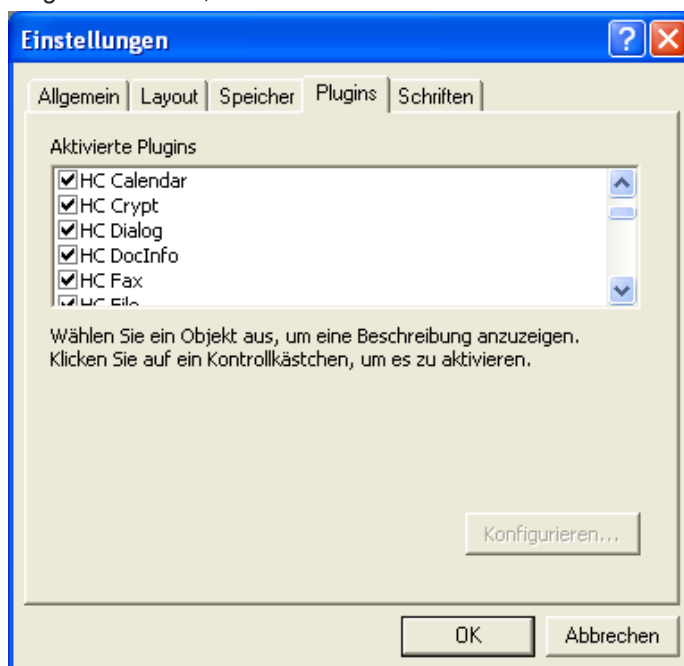 Einstellungen
Allgemein Layout Speicher Plugins Schriften
Aktivierte Plugins
HC Calendar
HC Crypt
HC Dialog
HC DocInfo
HC Fax
HC File
Wählen Sie ein Objekt aus, um eine Beschreibung anzuzeigen.
Klicken Sie auf ein Kontrollkästchen, um es zu aktivieren.
Konfigurieren...
OK Abbrechen